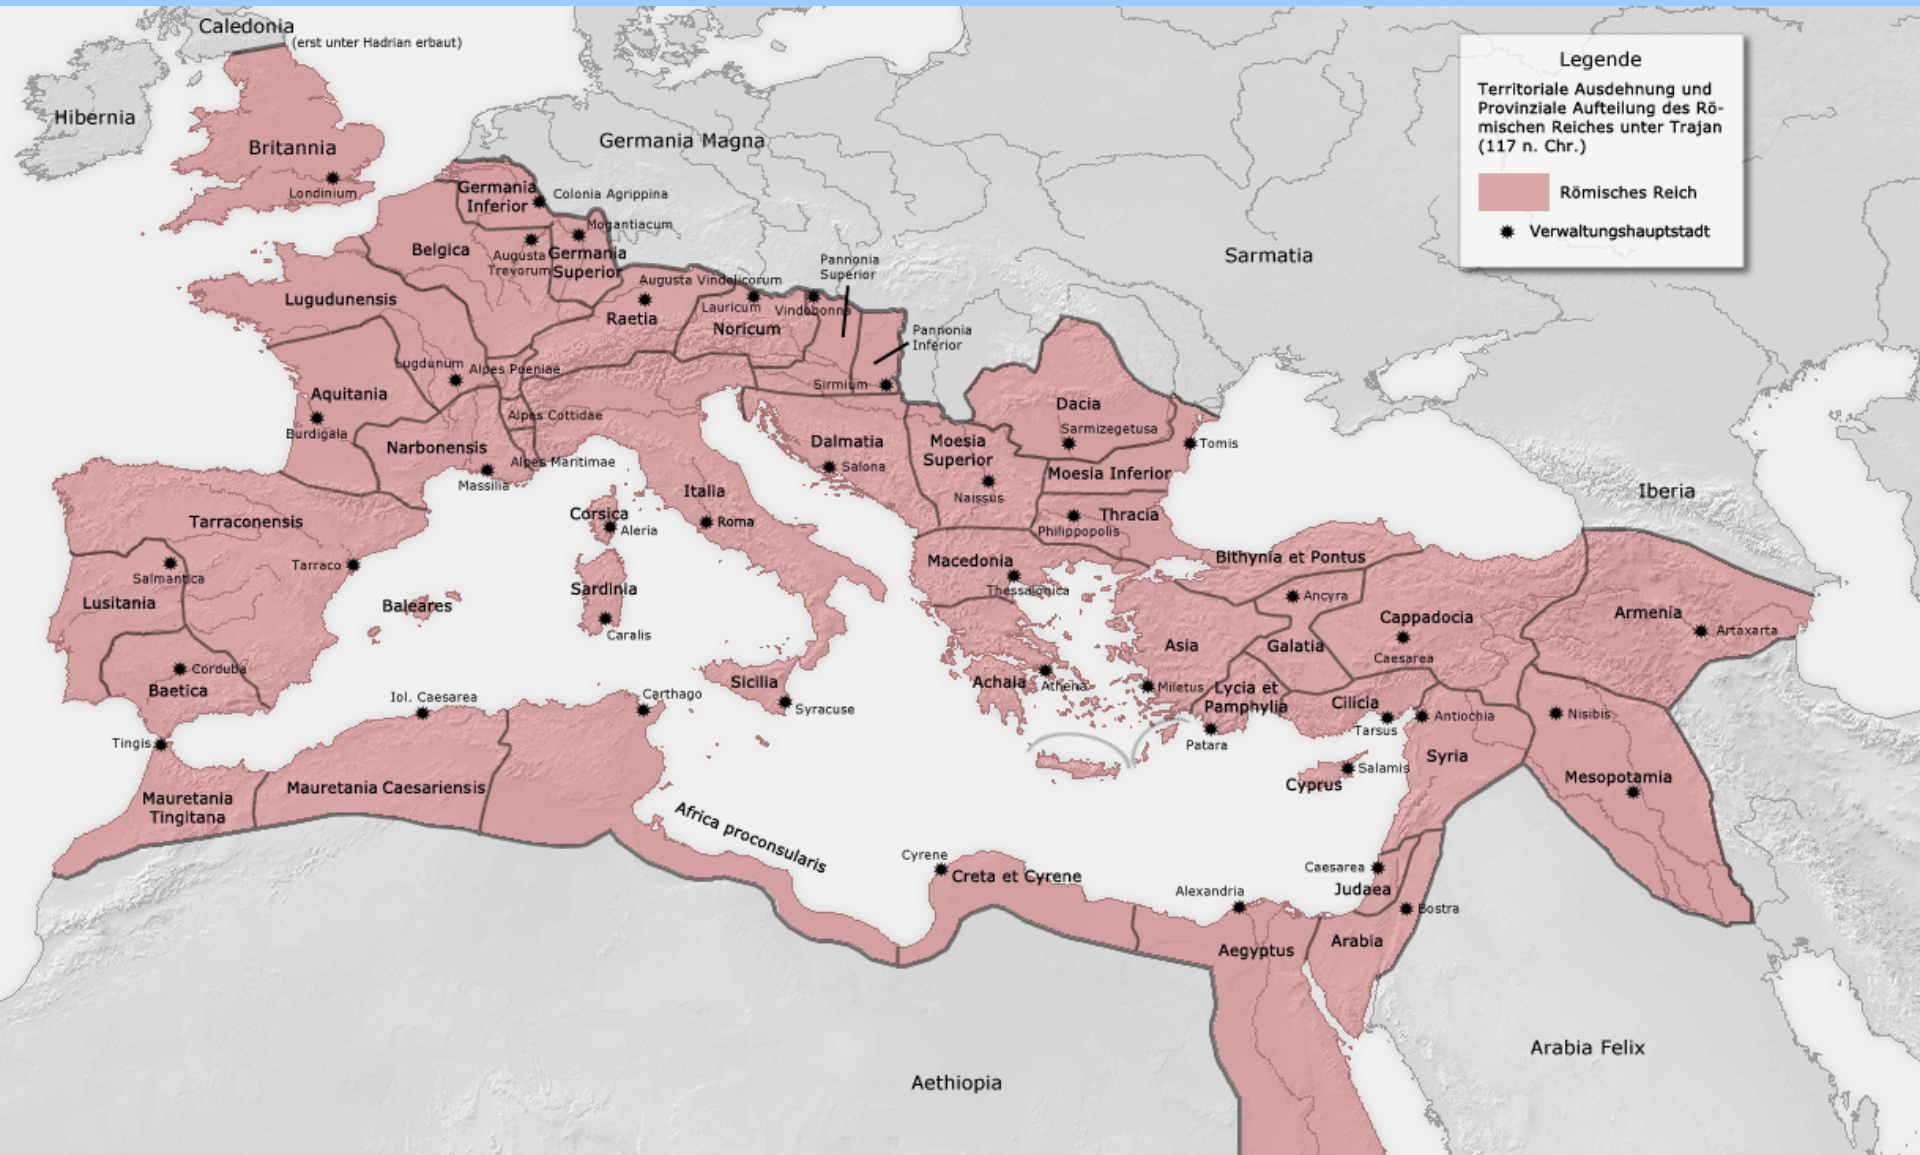 Caledonia
(erst unter Hadrian erbaut)
Hibernia
Britannia
Londinium
Germania Magna
Legende
Territoriale Ausdehnung und
Provinziale Aufteilung des Rö-
mischen Reiches unter Trajan
(117 n. Chr.)
Römisches Reich
Verwaltungshauptstadt
Germania
Inferior
Colonia Agrippina
Mogantiacum
Belgica
Augusta
Trevorum
Germania
Superior
Sarmatia
Pannonia
Superior
Augusta Vindelicorum
Lugudunensis
Raetia
Lauricum
Vindobonna
Noricum
Pannonia
Inferior
Lugdunum
Alpes Poeniae
Sirmium
Aquitania
Burdigala
Alpes Cottidae
Narbonensis
Alpes Maritimae
Massilia
Dalmatia
Salona
Dacia
Sarmizegetusa
Tomis
Moesia
Superior
Naissus
Moesia Inferior
Thracia
Philippopolis
Iberia
Italia
Roma
Corsica
Aleria
Tarraconensis
Salmantica
Tarraco
Lusitania
Baleares
Sardinia
Caralis
Macedonia
Thessalonica
Bithynia et Pontus
Ancyra
Cappadocia
Caesarea
Armenia
Artaxarta
Asia
Galatia
Corduba
Baetica
Iol. Caesarea
Carthago
Sicilia
Syracuse
Achaia
Athena
Miletus
Lycia et
Pamphylia
Patara
Cilicia
Tarsus
Antiochia
Nisibis
Tingis
Syria
Salamis
Cyprus
Mesopotamia
Mauretania
Tingitana
Mauretania Caesariensis
Africa proconsularis
Cyrene
Creta et Cyrene
Caesarea
Judaea
Alexandria
Bostra
Aegyptus
Arabia
Arabia Felix
Aethiopia